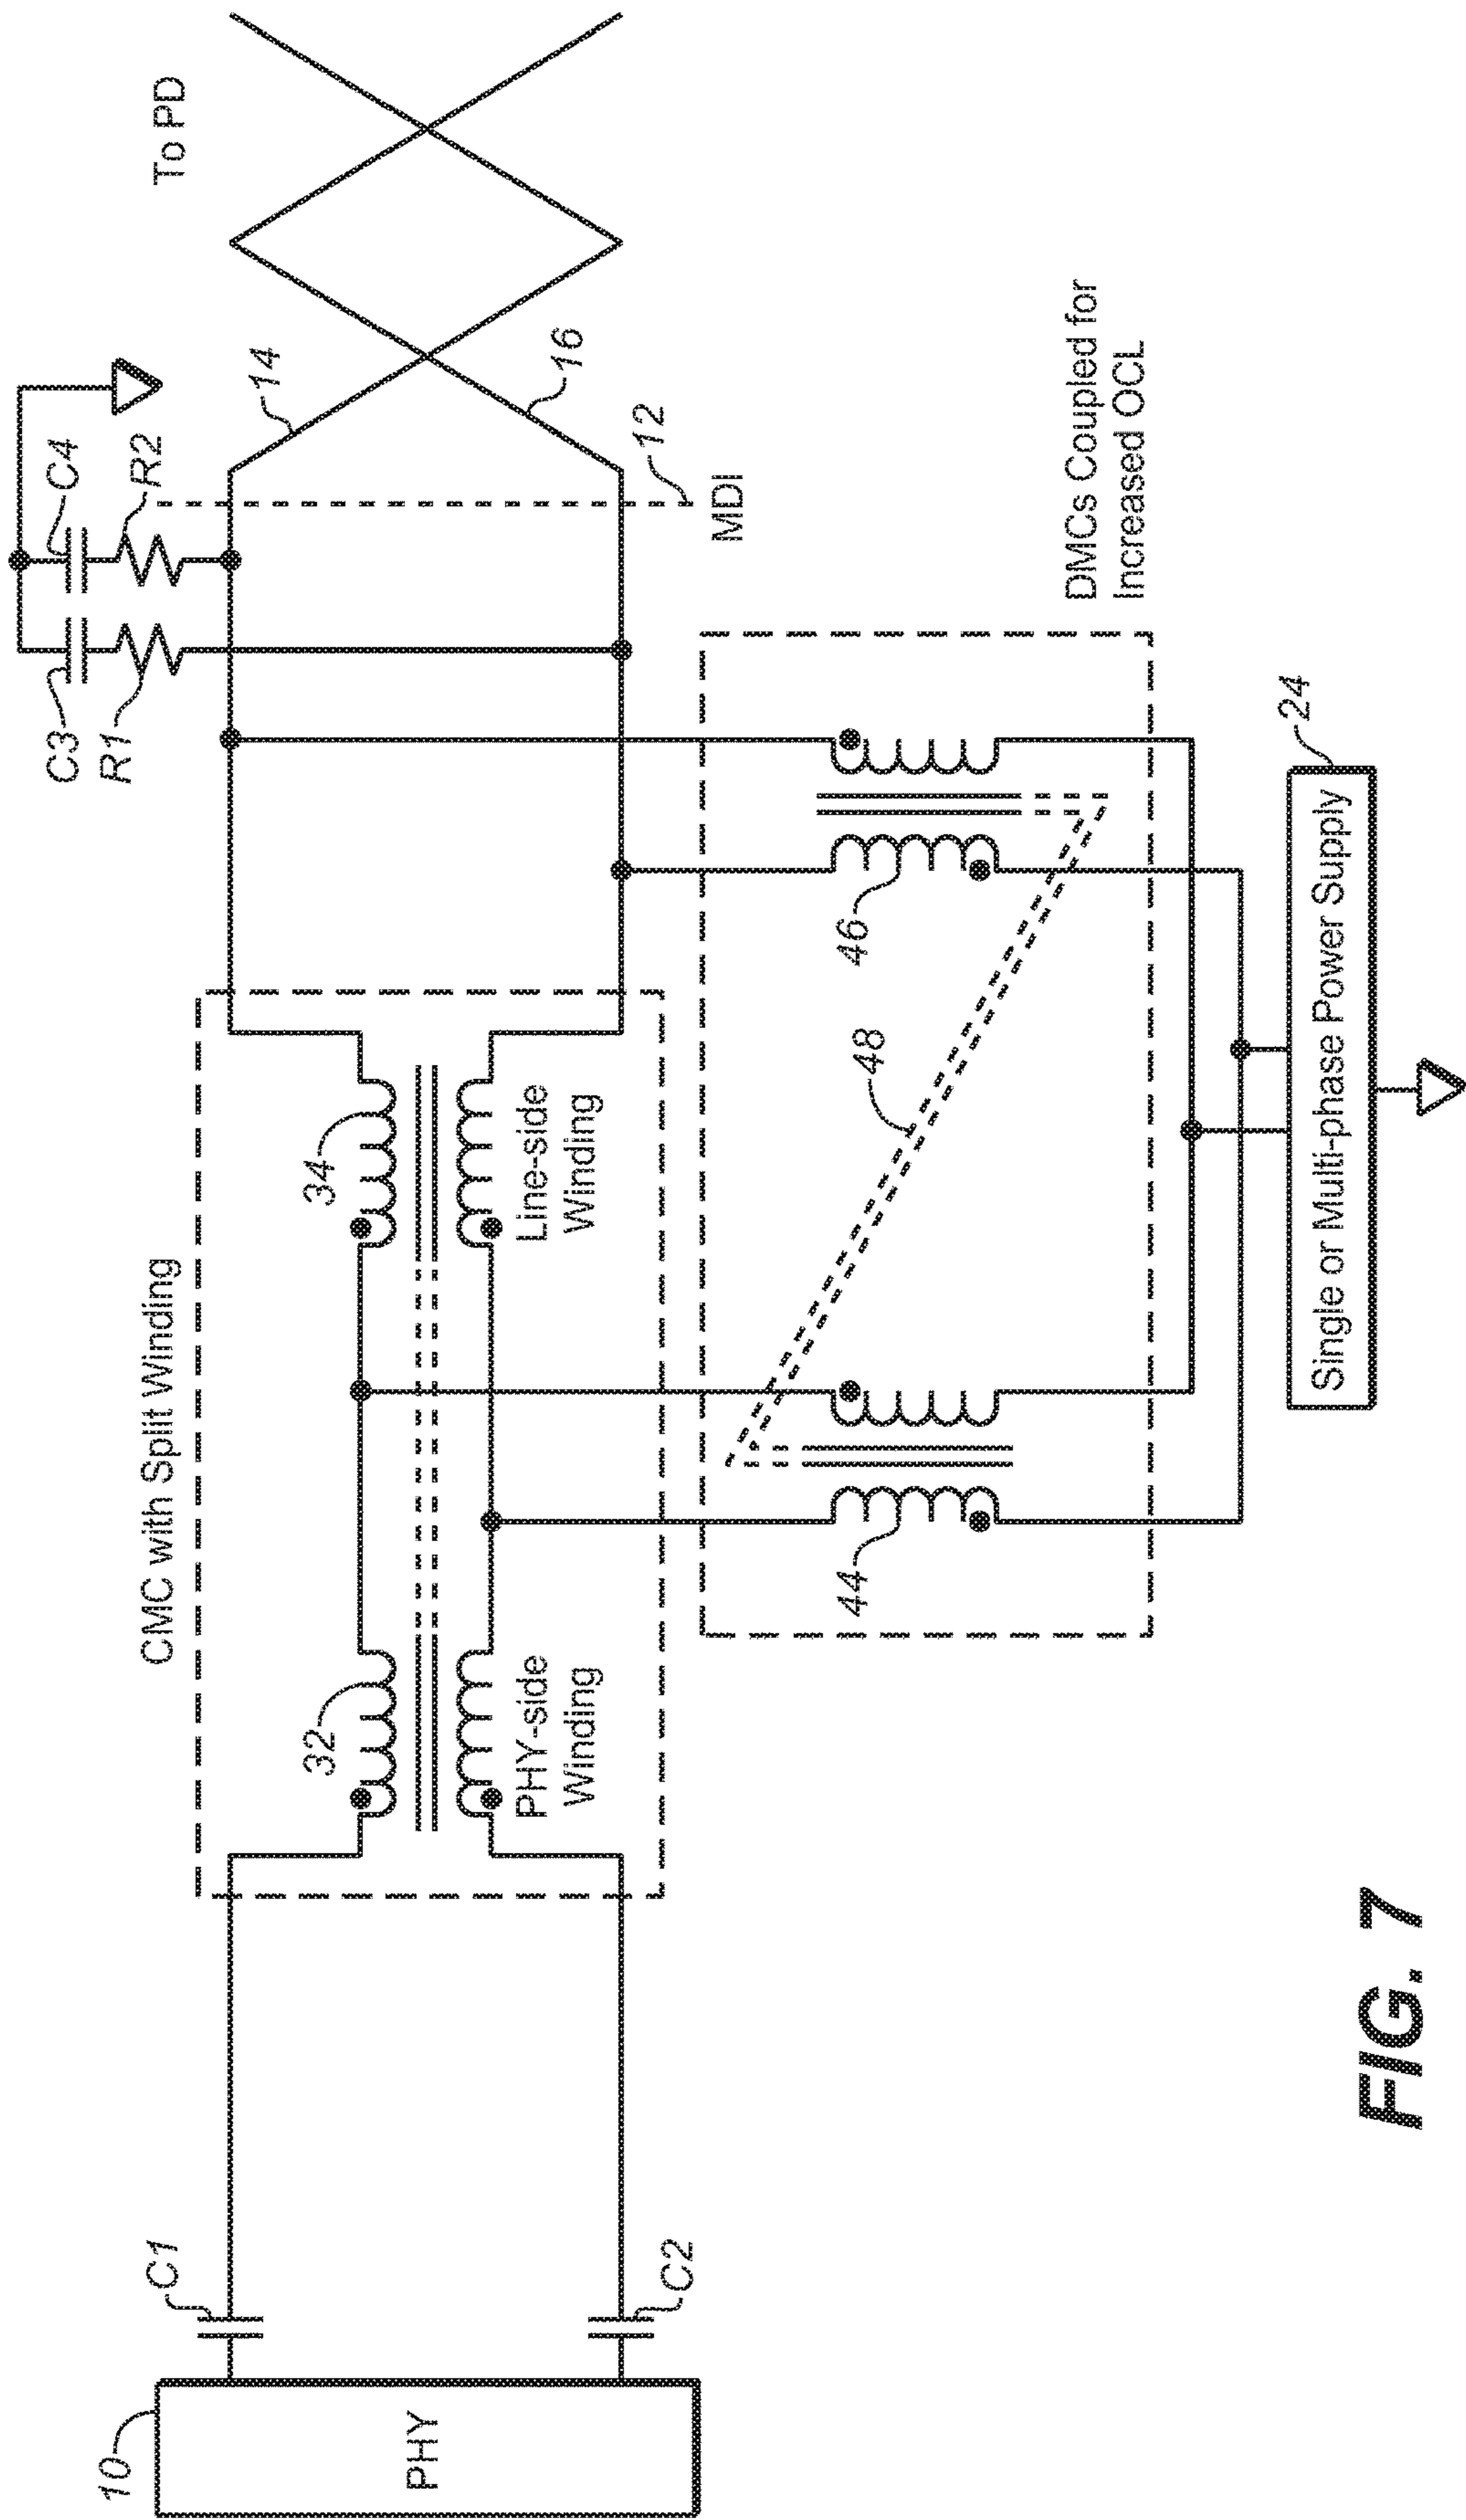 10
PHY
C1
C2
CMC with Split Winding
32
34
PHY-side
Winding
Line-side
Winding
C3
R1
C4
R2
14
16
12
MDI
To PD
44
46
48
DMCs Coupled for
Increased OCL
24
Single or Multi-phase Power Supply
FIG. 7